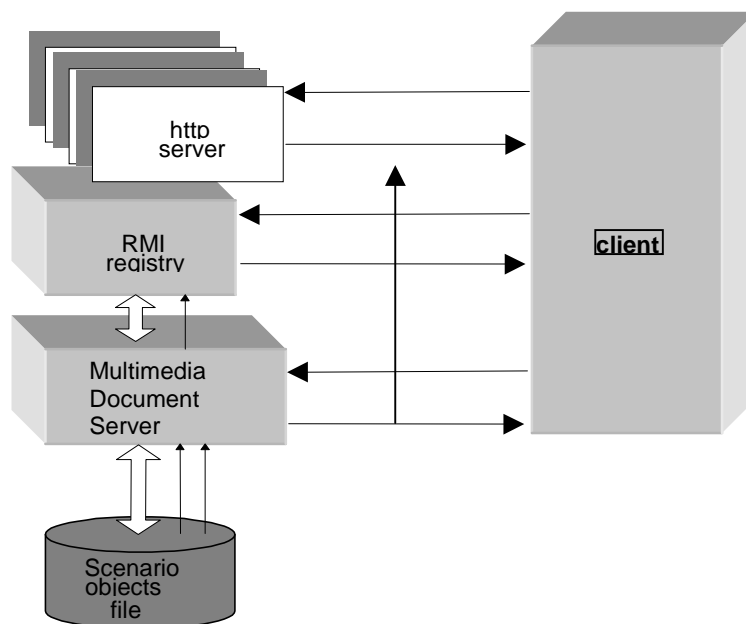 http
server
RMI
registry
client
Multimedia
Document
Server
Scenario
objects
file